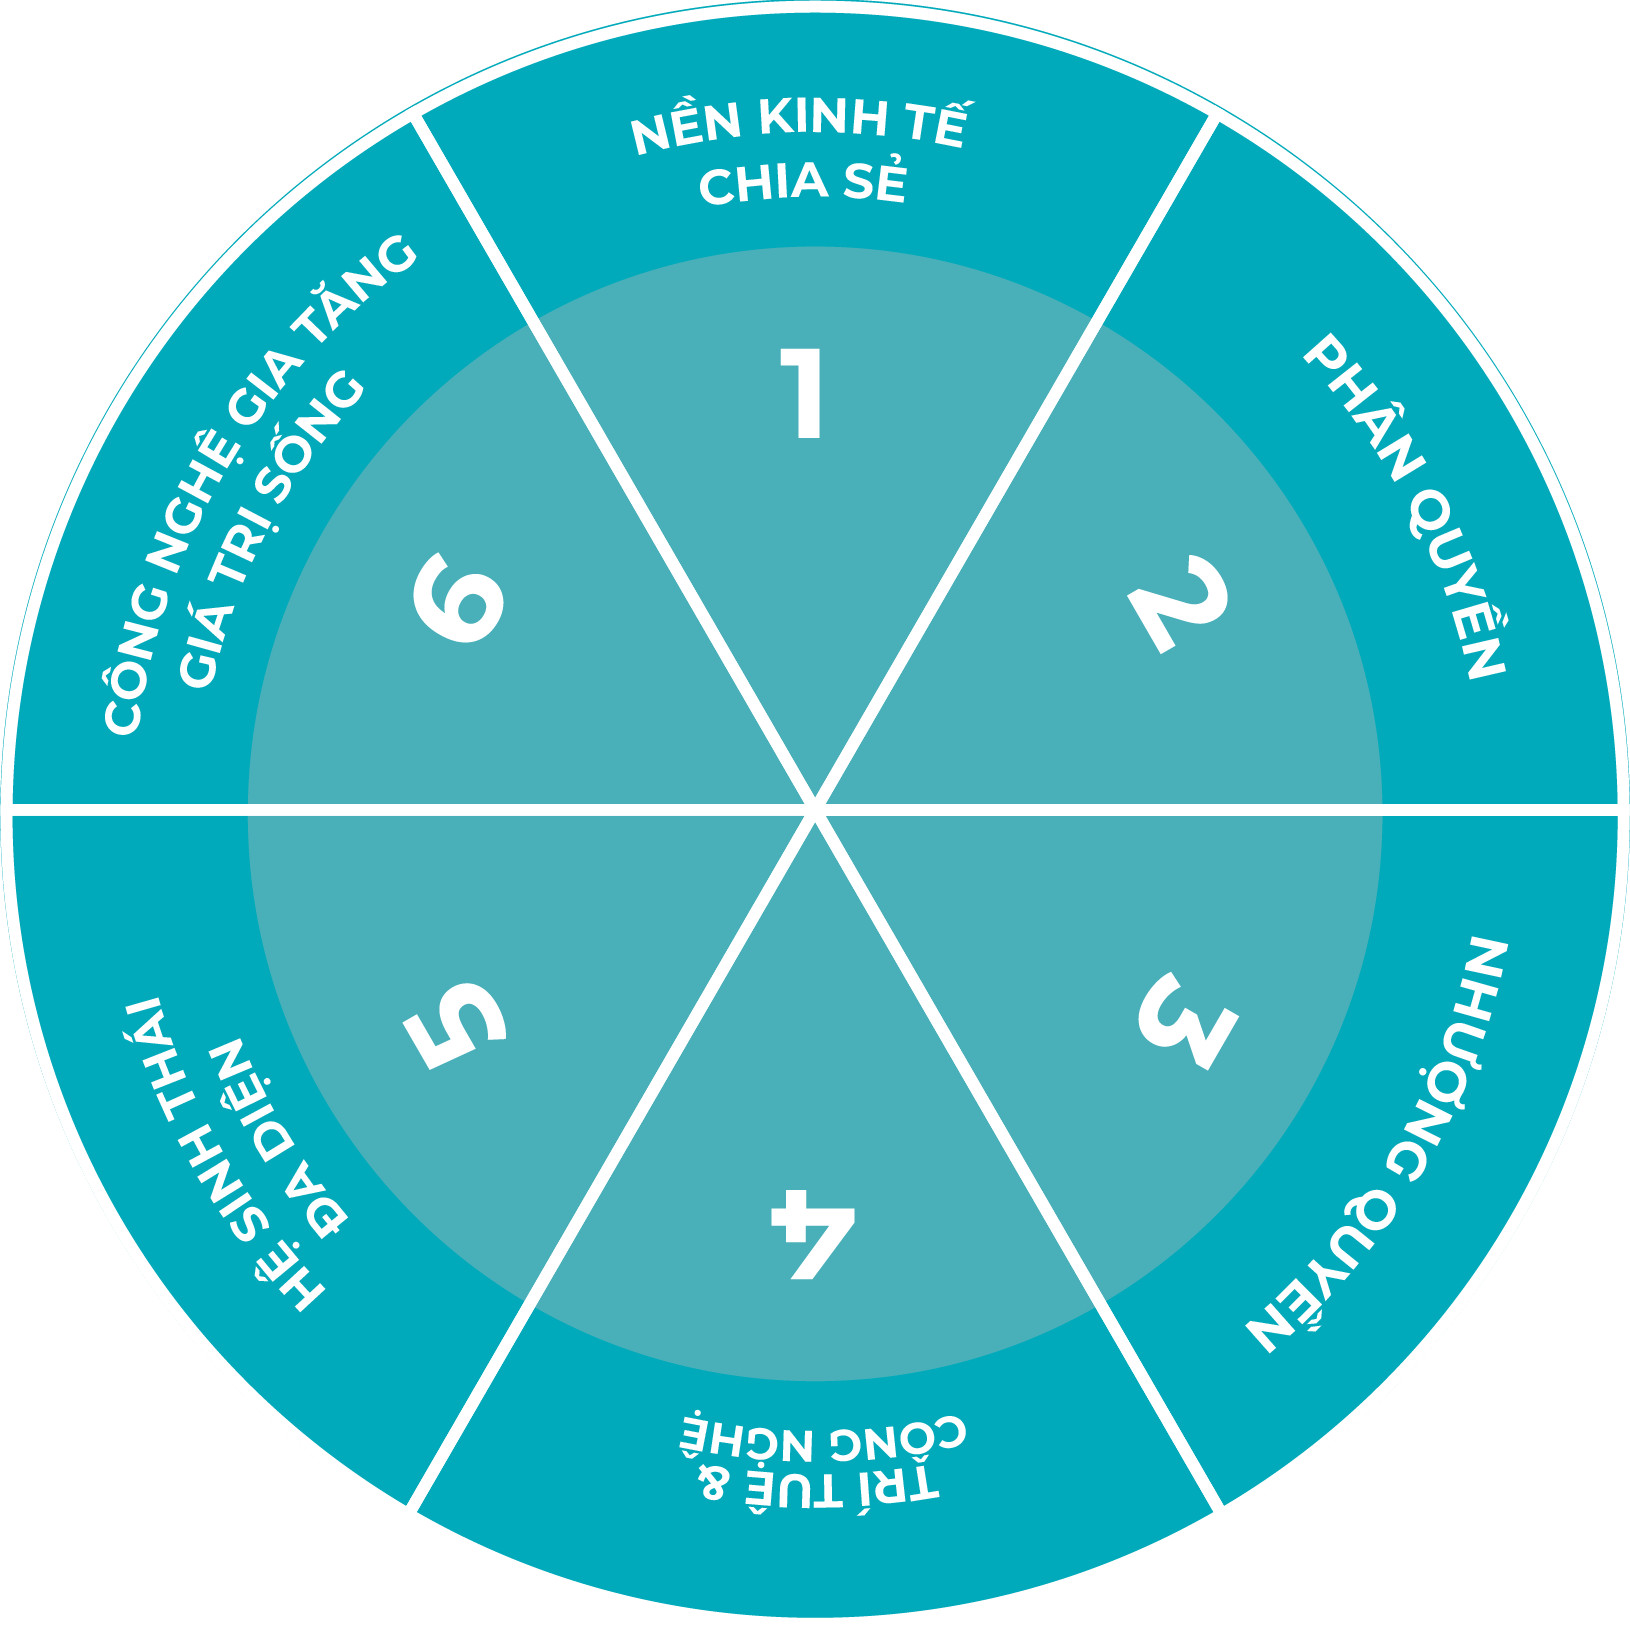 NỀN KINH TẾ
CHIA SẺ
1
PHÂN QUYỀN
2
NHƯỢNG QUYỀN
3
TRÍ TUỆ &
CÔNG NGHỆ
4
HỆ SINH THÁI
ĐA DIỆN
5
CÔNG NGHỆ GIA TĂNG
GIÁ TRỊ SỐNG
6